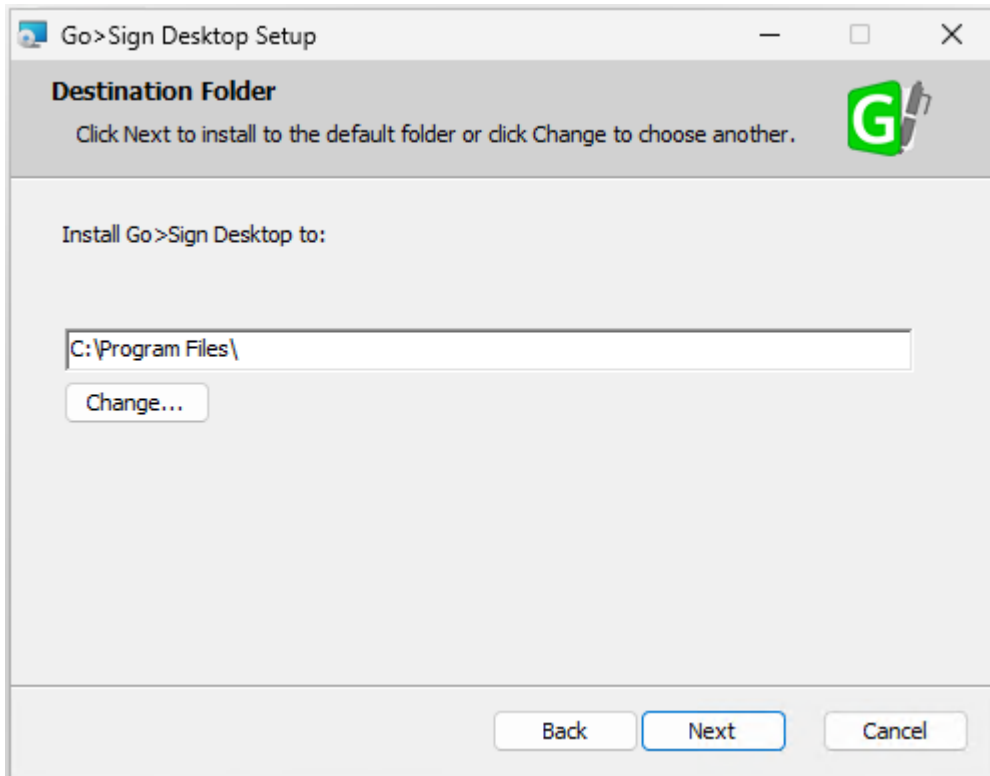 Go>Sign Desktop Setup
Destination Folder
Click Next to install to the default folder or click Change to choose another.
G
Install Go>Sign Desktop to:
C:\Program Files\
Change...
Back Next Cancel